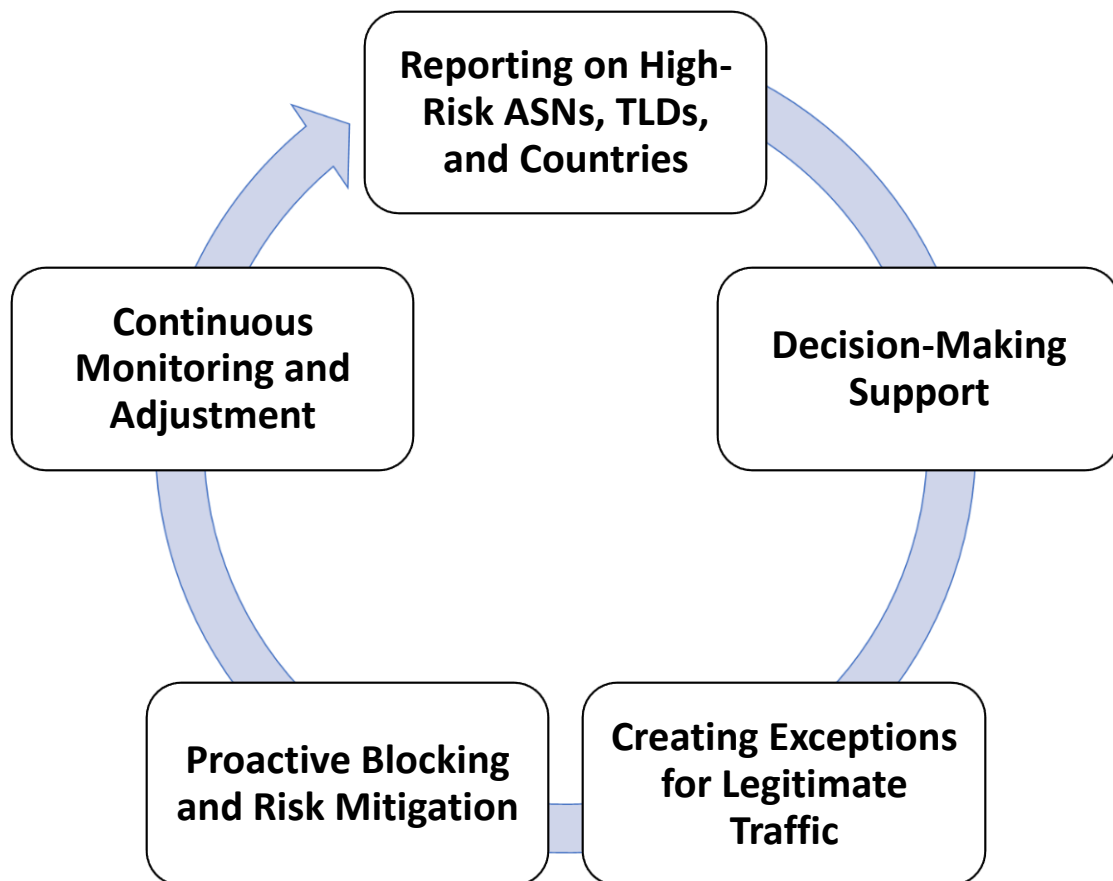 Reporting on High-
Risk ASNs, TLDs,
and Countries
Decision-Making
Support
Creating Exceptions
for Legitimate
Traffic
Proactive Blocking
and Risk Mitigation
Continuous
Monitoring and
Adjustment